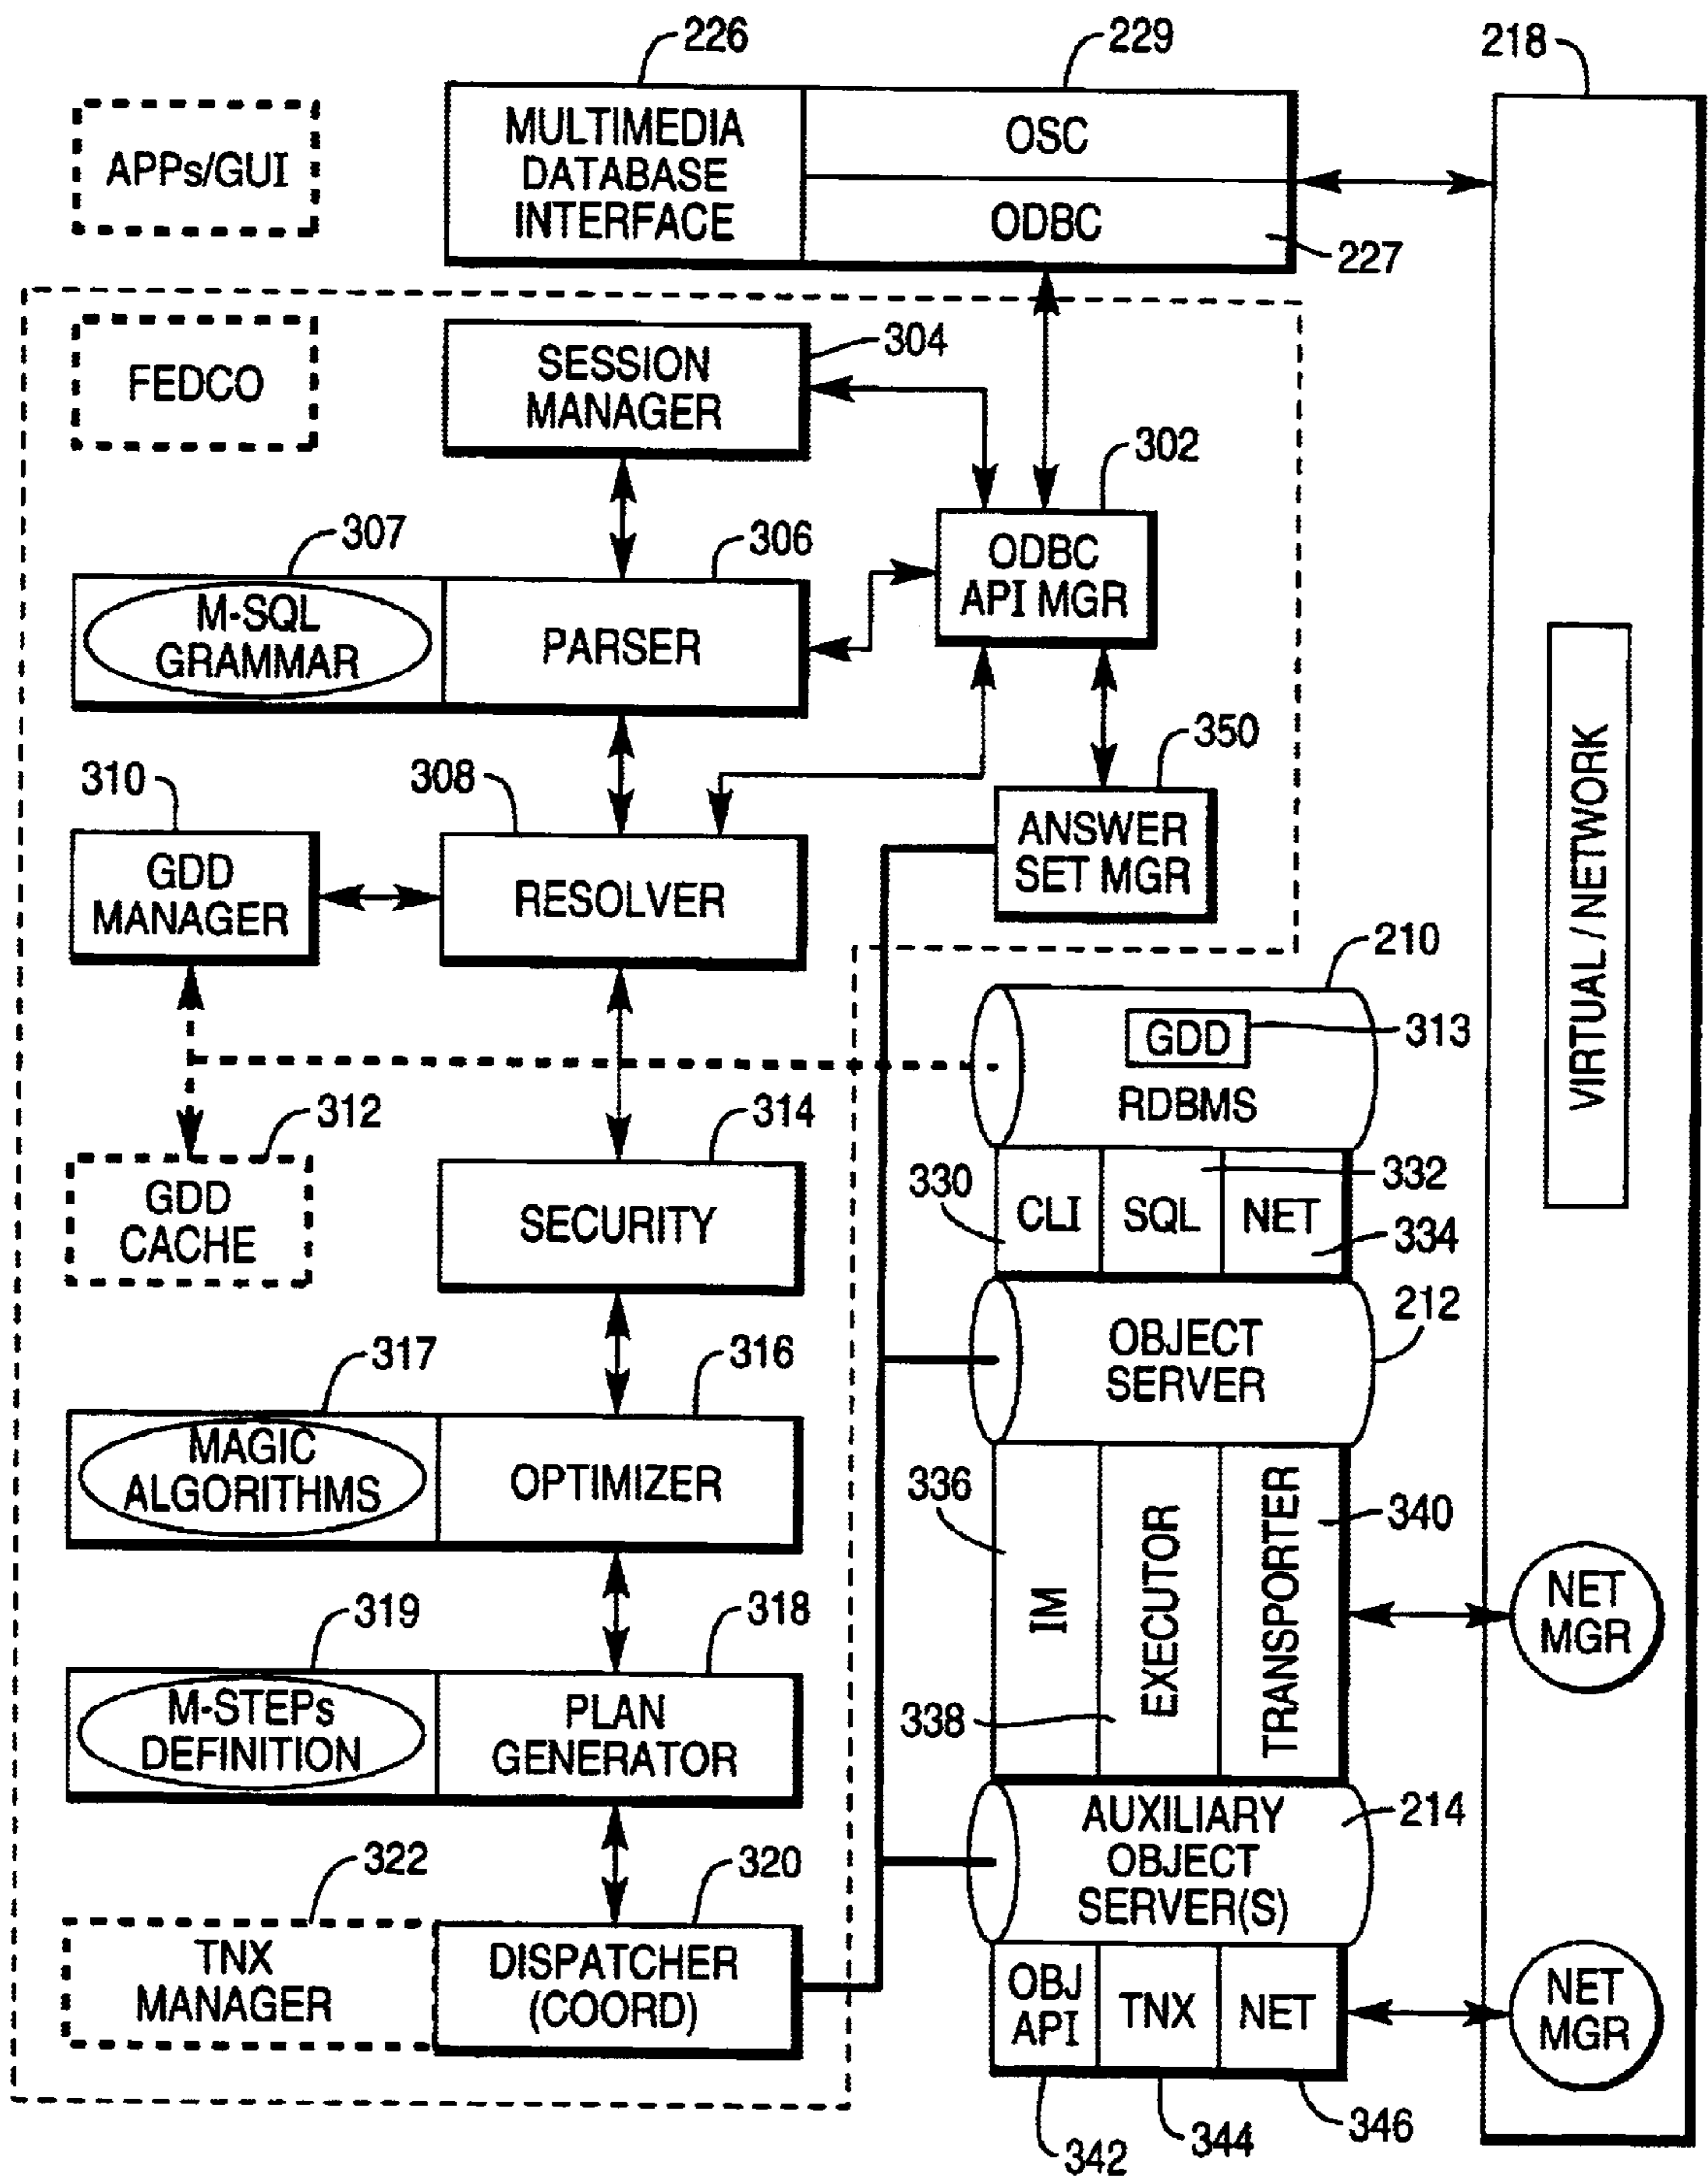 226
229
218
APPs/GUI
MULTIMEDIA
DATABASE
INTERFACE
OSC
ODBC
227
FEDCO
SESSION
MANAGER
304
302
ODBC
API MGR
307
306
M-SQL
GRAMMAR
PARSER
350
ANSWER
SET MGR
310
308
GDD
MANAGER
RESOLVER
VIRTUAL / NETWORK
210
GDD
313
RDBMS
312
314
GDD
CACHE
SECURITY
330
332
CLI
SQL
NET
334
212
OBJECT
SERVER
317
316
MAGIC
ALGORITHMS
OPTIMIZER
336
340
IM
EXECUTOR
TRANSPORTER
338
NET
MGR
319
318
M-STEPs
DEFINITION
PLAN
GENERATOR
214
AUXILIARY
OBJECT
SERVER(S)
322
320
TNX
MANAGER
DISPATCHER
(COORD)
OBJ
API
TNX
NET
NET
MGR
342
344
346